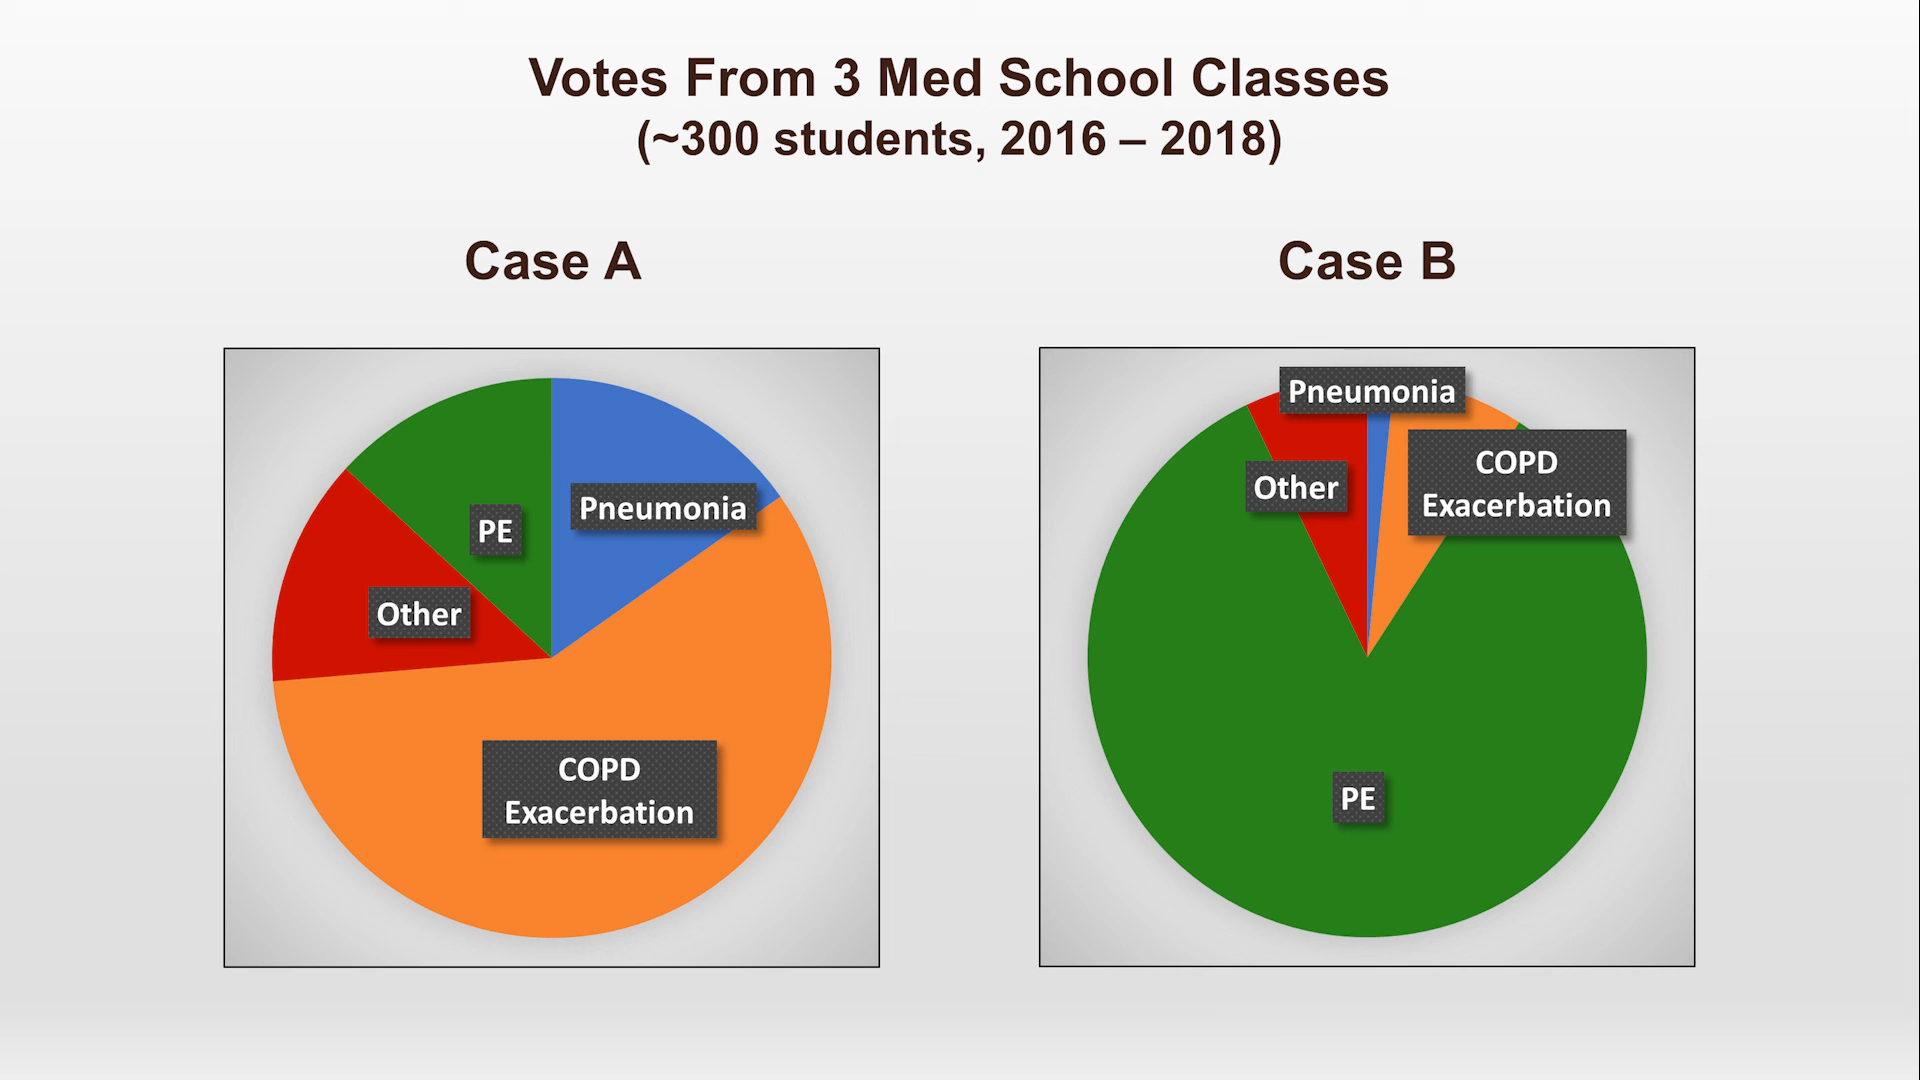 Votes From 3 Med School Classes
(~300 students, 2016 – 2018)
Case A
Case B
Pneumonia
PE
Other
COPD
Exacerbation
Pneumonia
COPD
Exacerbation
Other
PE